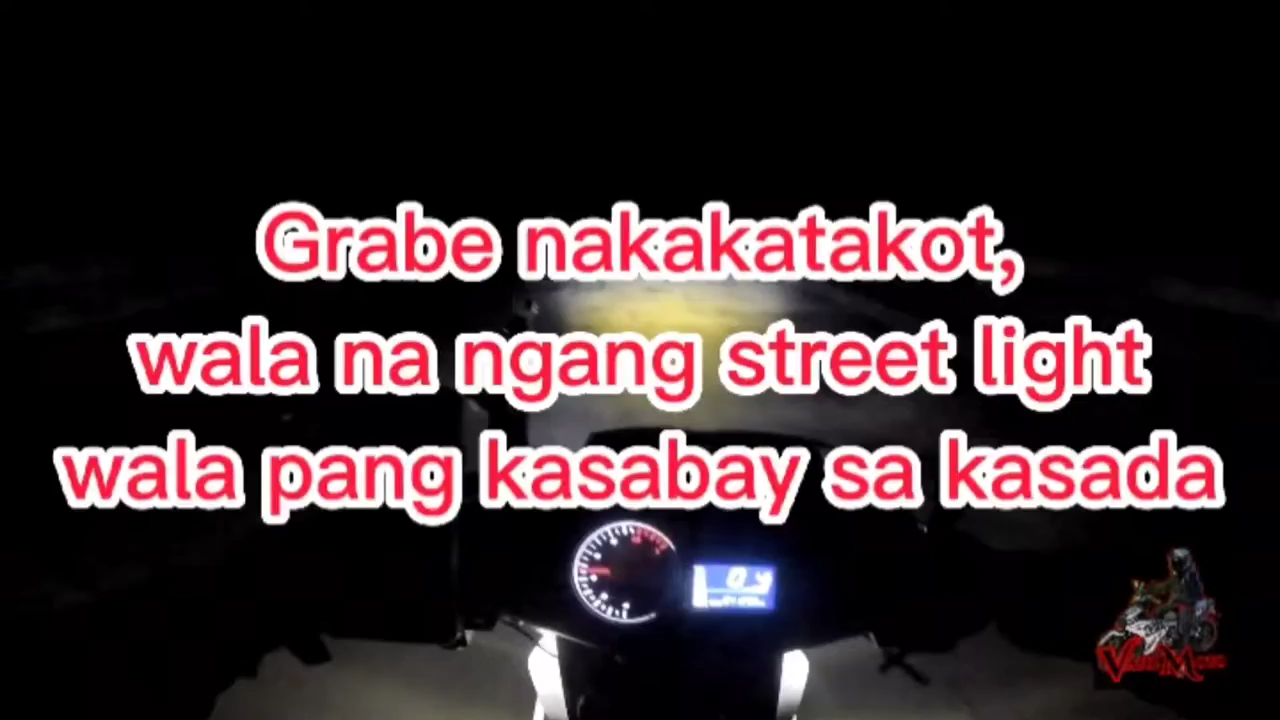 Grabe nakakatakot,
wala na ngang street light
wala pang kasabay sa kasada